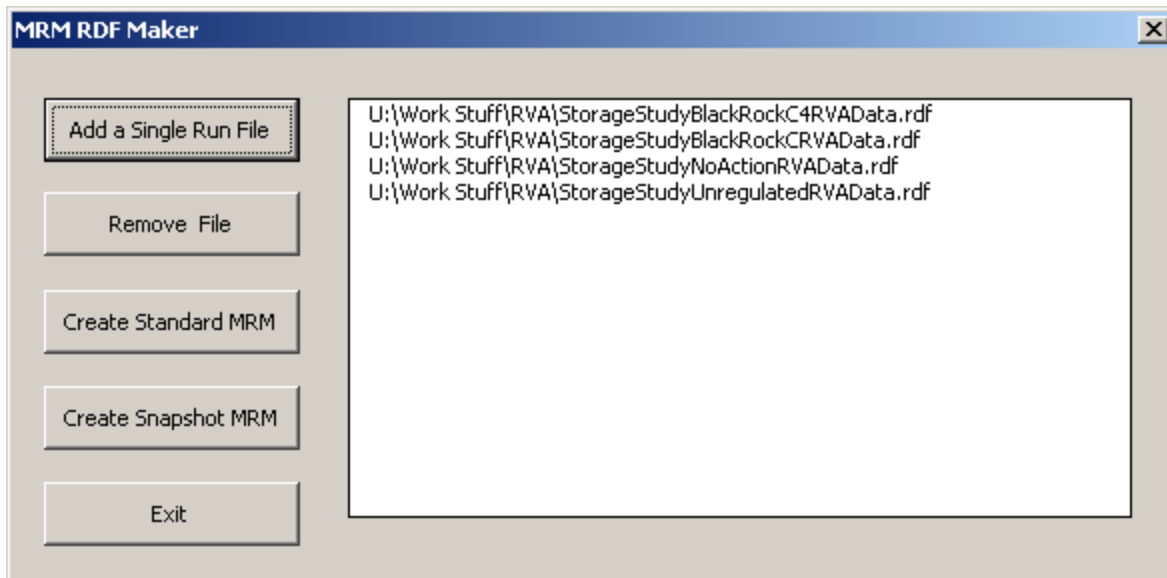 MRM RDF Maker
Add a Single Run File
Remove File
Create Standard MRM
Create Snapshot MRM
Exit
U:\Work Stuff\RVA\StorageStudyBlackRockC4RVAData.rdf
U:\Work Stuff\RVA\StorageStudyBlackRockCRVAData.rdf
U:\Work Stuff\RVA\StorageStudyNoActionRVAData.rdf
U:\Work Stuff\RVA\StorageStudyUnregulatedRVAData.rdf